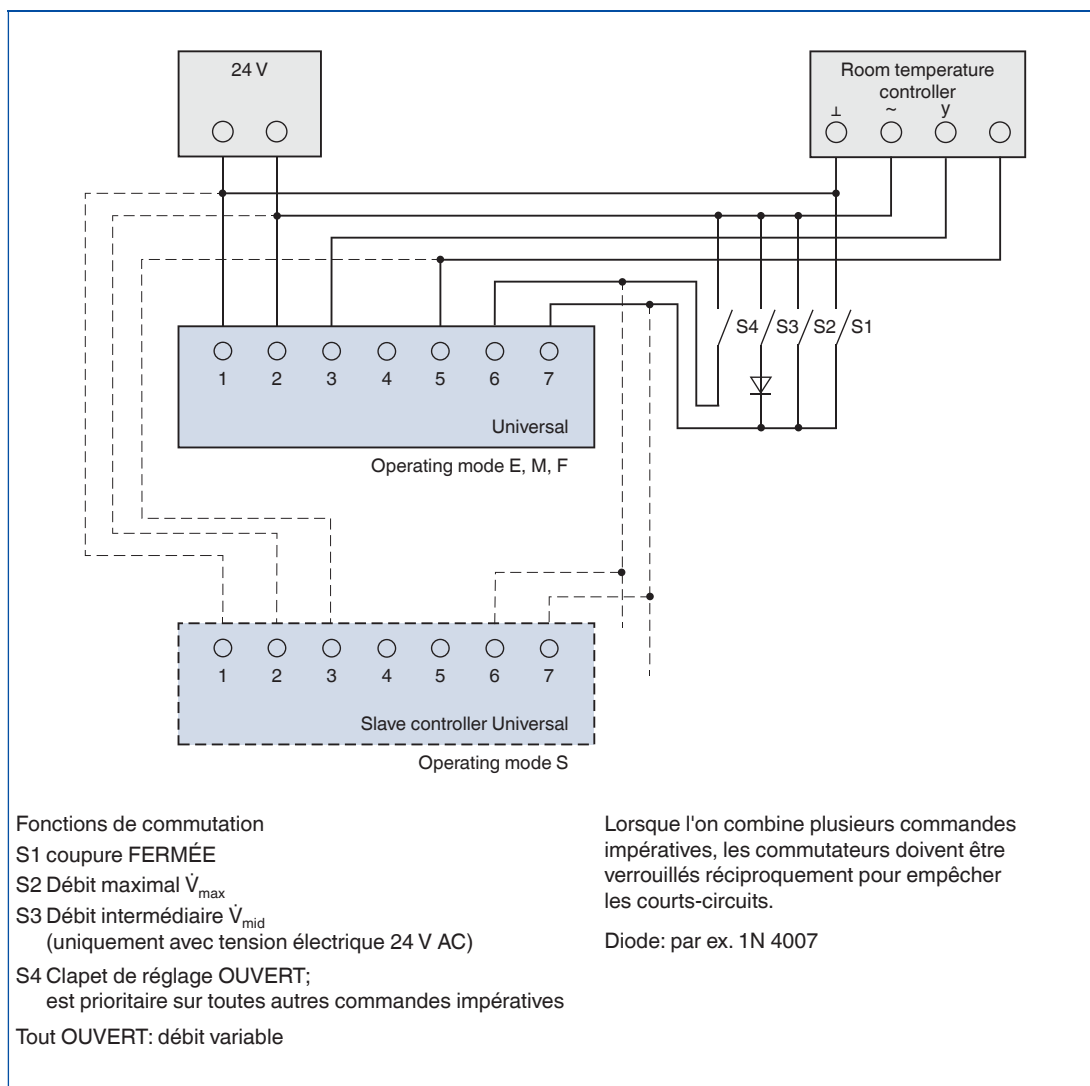 24 V
Room temperature
controller
⊥ ~ y
S4 S3 S2 S1
1 2 3 4 5 6 7
Universal
Operating mode E, M, F
1 2 3 4 5 6 7
Slave controller Universal
Operating mode S
Fonctions de commutation
S1 coupure FERMÉE
S2 Débit maximal V̇max
S3 Débit intermédiaire V̇mid
(uniquement avec tension électrique 24 V AC)
S4 Clapet de réglage OUVERT;
est prioritaire sur toutes autres commandes impératives
Tout OUVERT: débit variable
Lorsque l'on combine plusieurs commandes
impératives, les commutateurs doivent être
verrouillés réciproquement pour empêcher
les courts-circuits.
Diode: par ex. 1N 4007